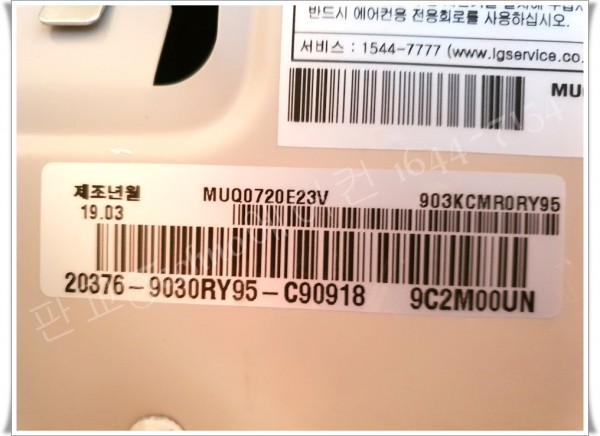 반드시 에어컨용 전용회로를 사용하십시오.
서비스 : 1544-7777 (www.lgservice.co.
MU
제조년월
19.03
MUQ0720E23V
903KCMR0RY95
20376-9030RY95-C90918
9C2M00UN
1644-7154